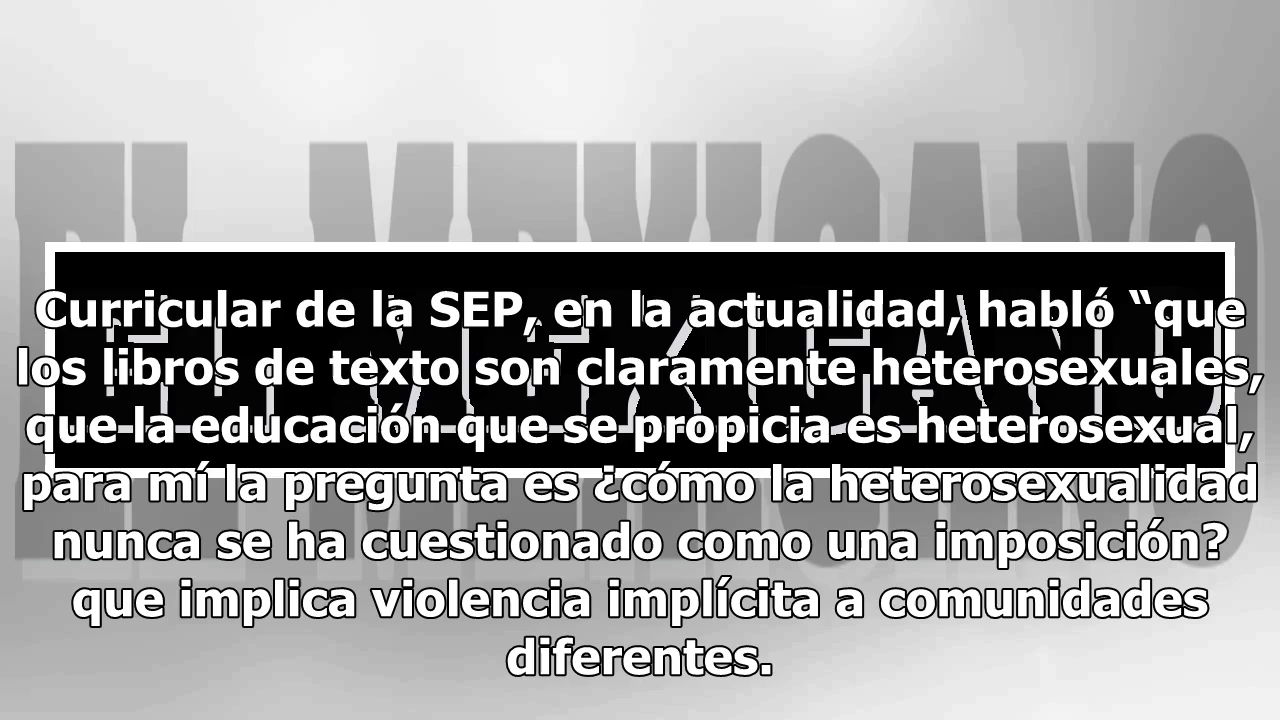 EL MEXICANO
Curricular de la SEP, en la actualidad, habló “que
los libros de texto son claramente heterosexuales,
que la educación que se propicia es heterosexual,
para mí la pregunta es ¿cómo la heterosexualidad
nunca se ha cuestionado como una imposición?
que implica violencia implícita a comunidades
diferentes.